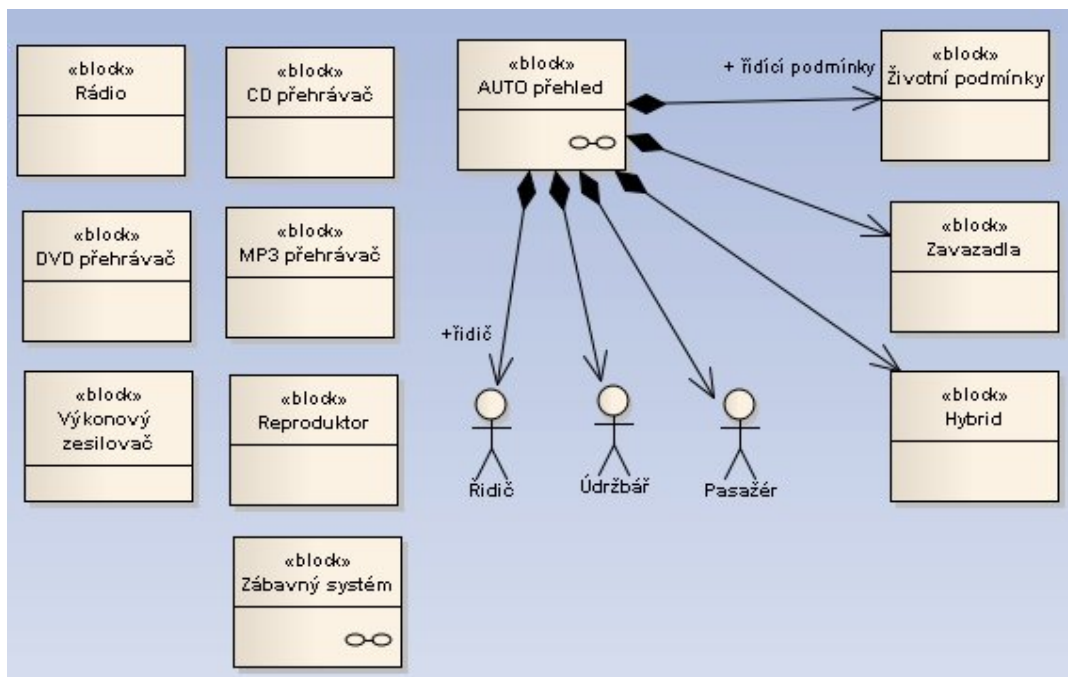 «block»
Rádio
«block»
CD přehrávač
«block»
AUTO přehled
+ řídící podmínky
«block»
Životní podmínky
«block»
DVD přehrávač
«block»
MP3 přehrávač
«block»
Zavazadla
+řidič
«block»
Výkonový
zesilovač
«block»
Reproduktor
«block»
Hybrid
Řidič
Údržbář
Pasažér
«block»
Zábavný systém